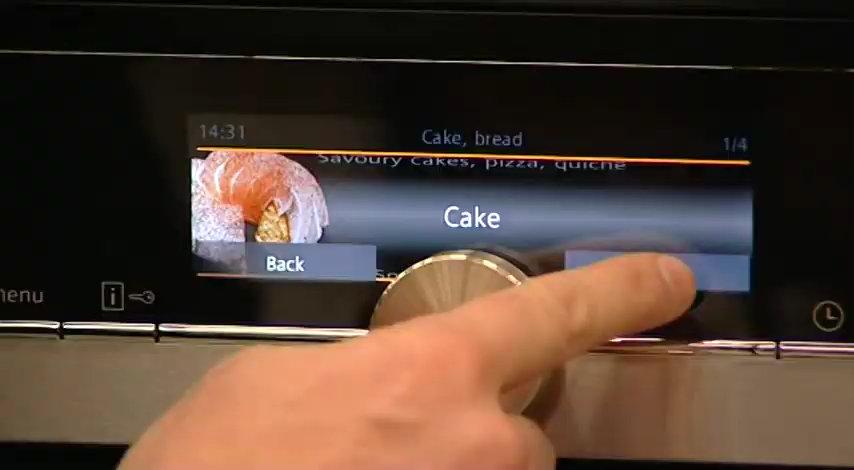 14:31 Cake, bread 1/4
Savoury cakes, pizza, quiche
Cake
Back
menu i